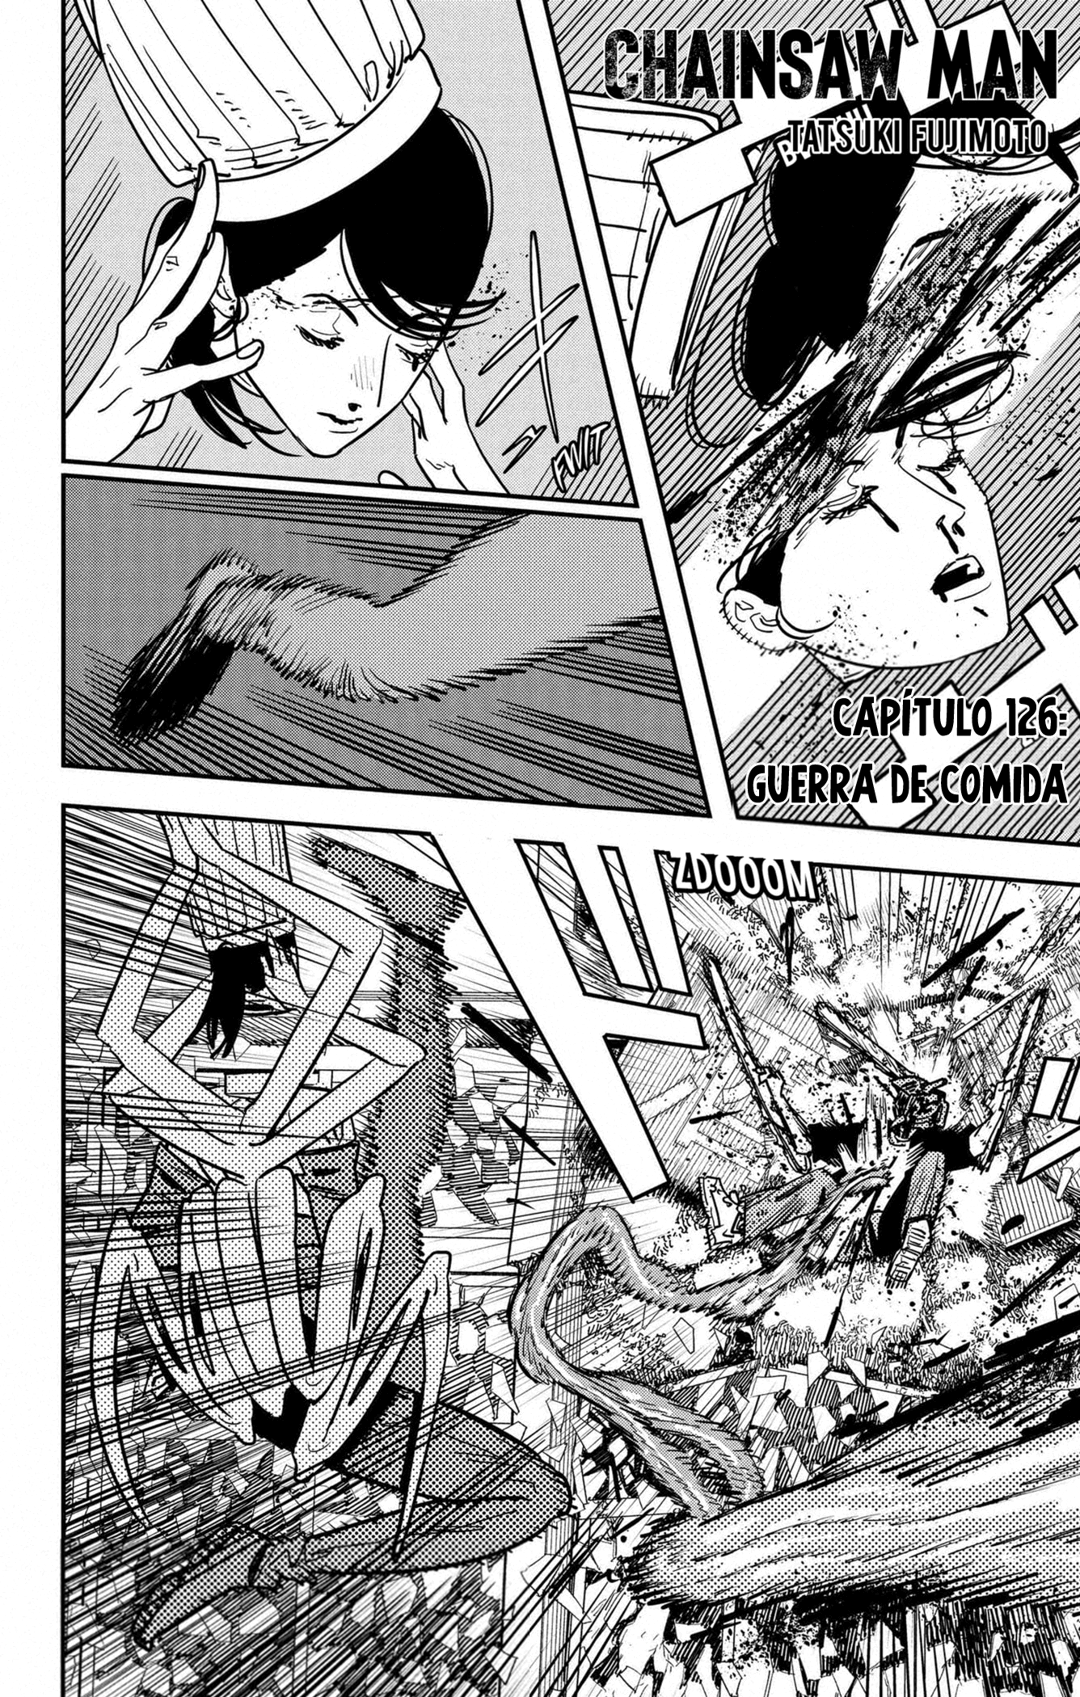 CHAINSAW MAN
TATSUKI FUJIMOTO
FWIT
CAPÍTULO 126:
GUERRA DE COMIDA
ZDOOOM